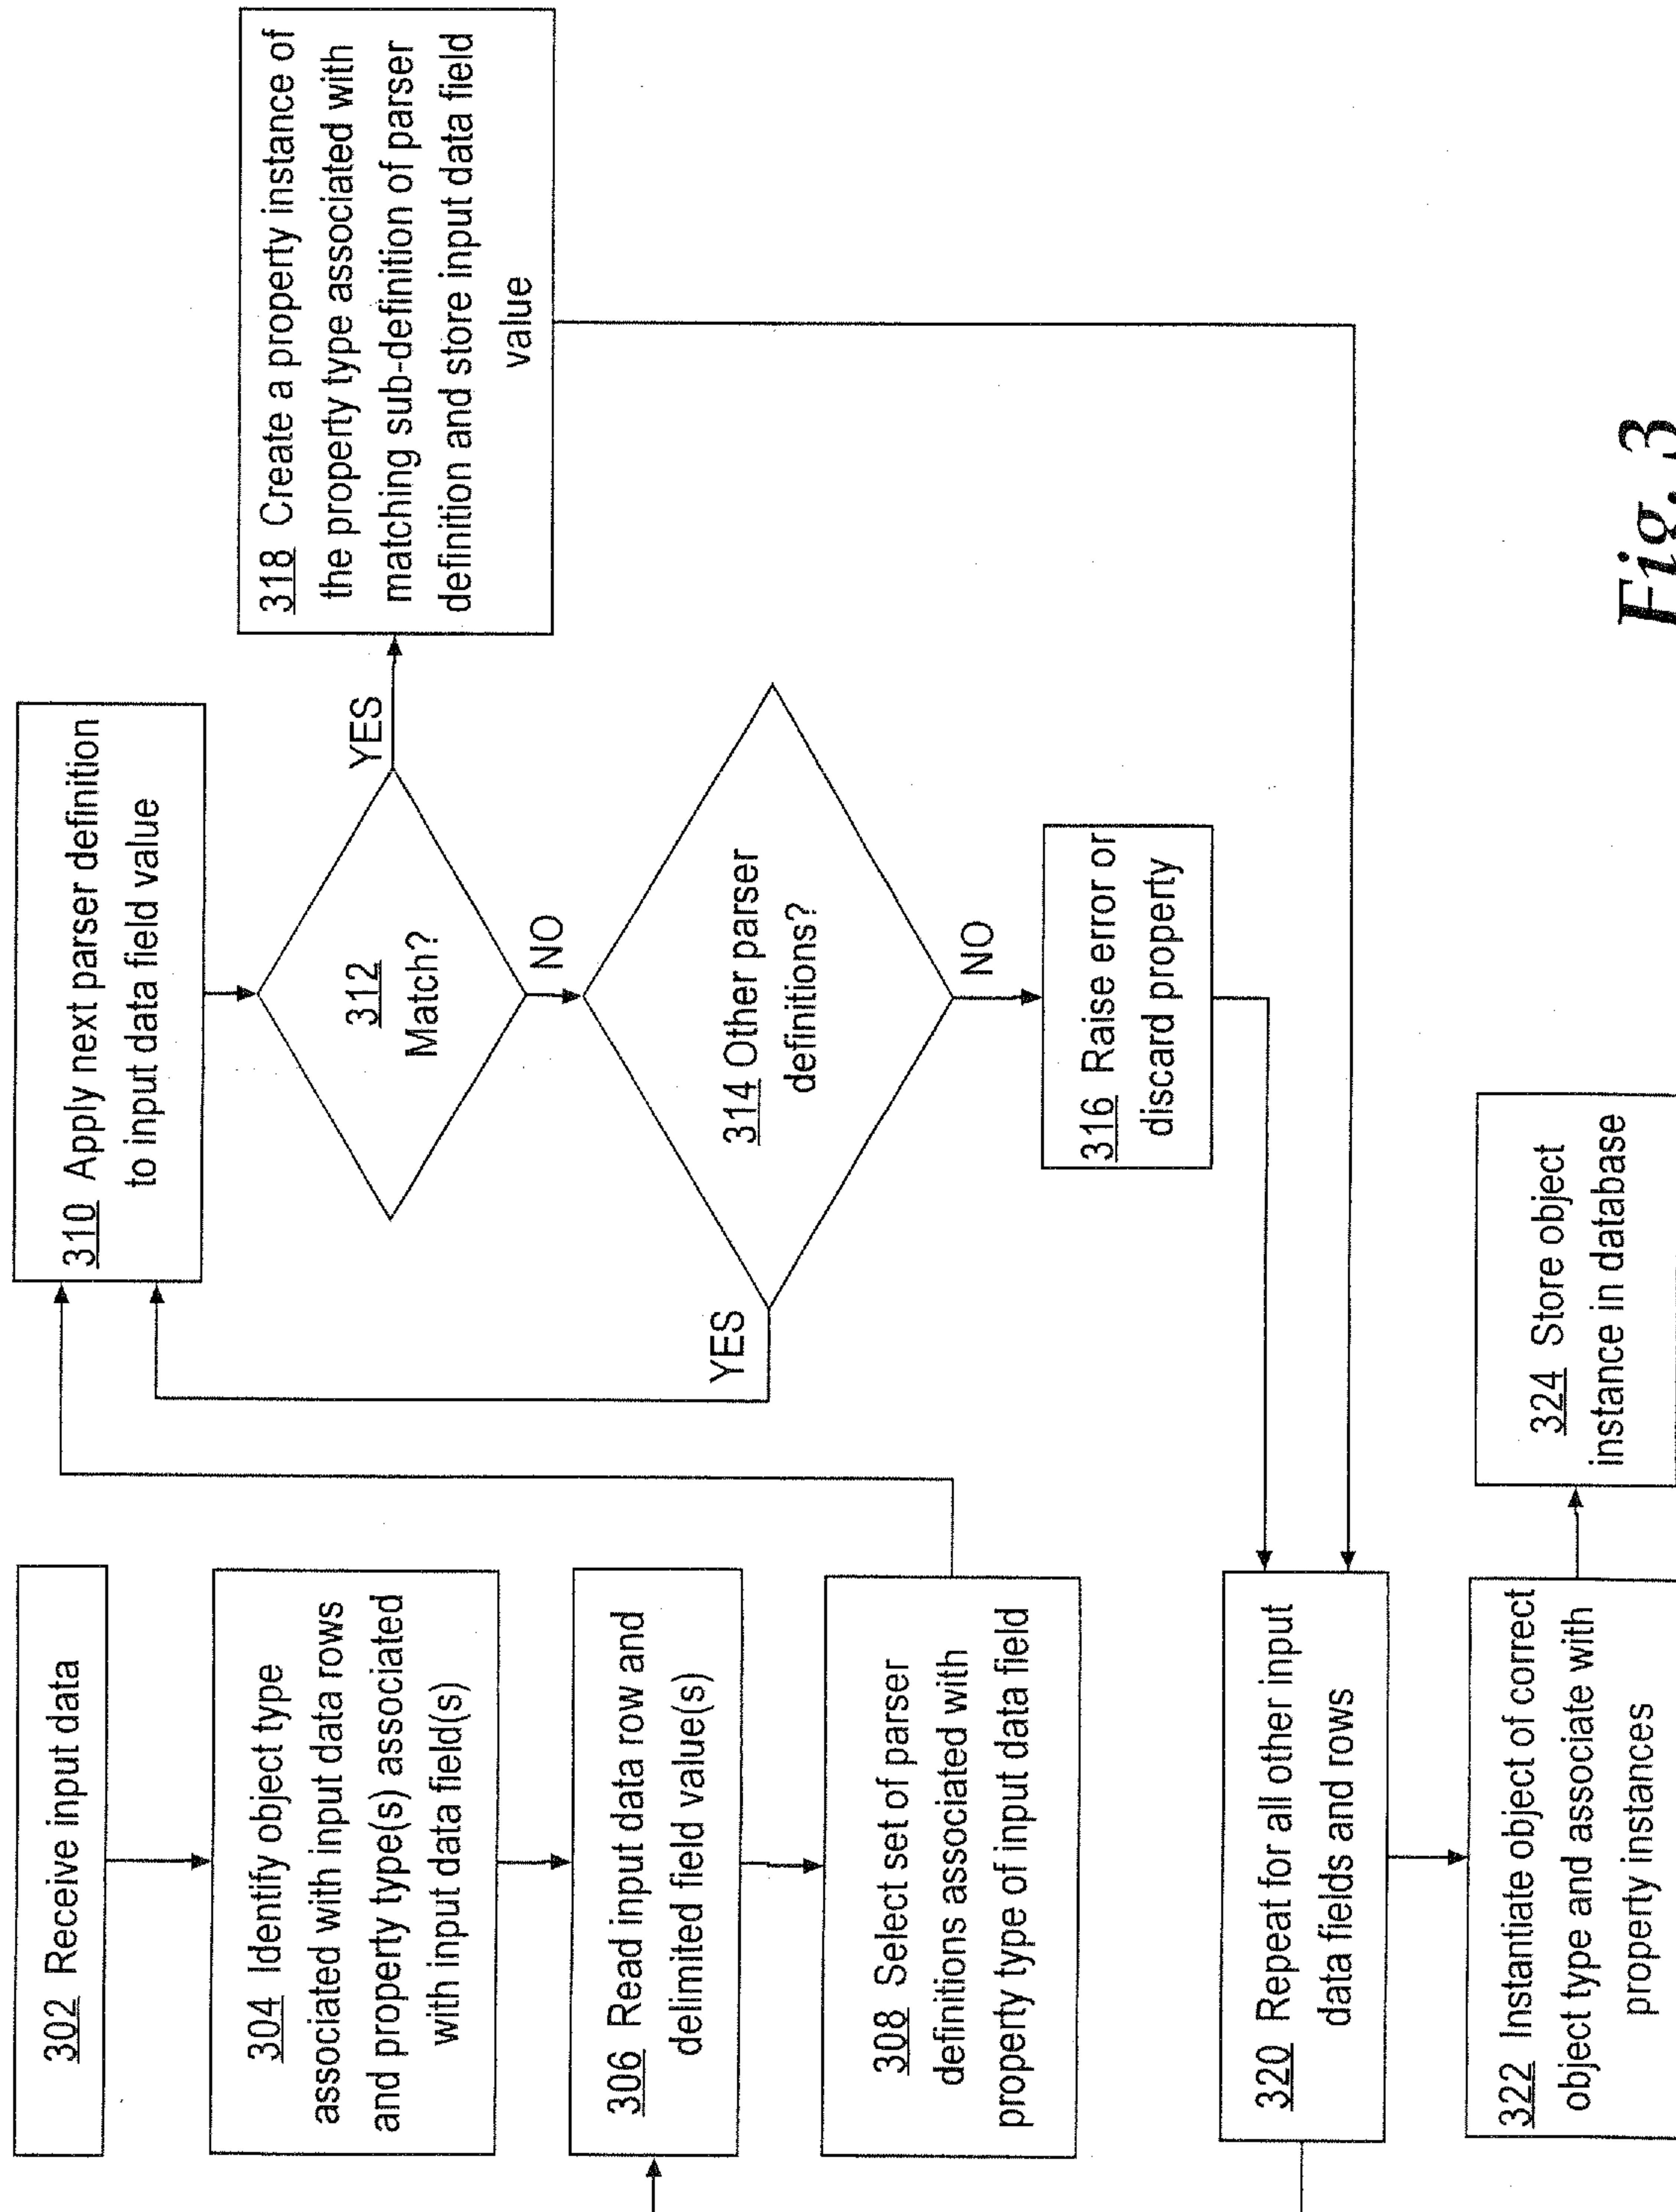 302 Receive input data
304 Identify object type
associated with input data rows
and property type(s) associated
with input data field(s)
306 Read input data row and
delimited field value(s)
308 Select set of parser
definitions associated with
property type of input data field
310 Apply next parser definition
to input data field value
312
Match?
YES
NO
314 Other parser
definitions?
YES
NO
316 Raise error or
discard property
318 Create a property instance of
the property type associated with
matching sub-definition of parser
definition and store input data field
value
320 Repeat for all other input
data fields and rows
322 Instantiate object of correct
object type and associate with
property instances
324 Store object
instance in database
Fig. 3